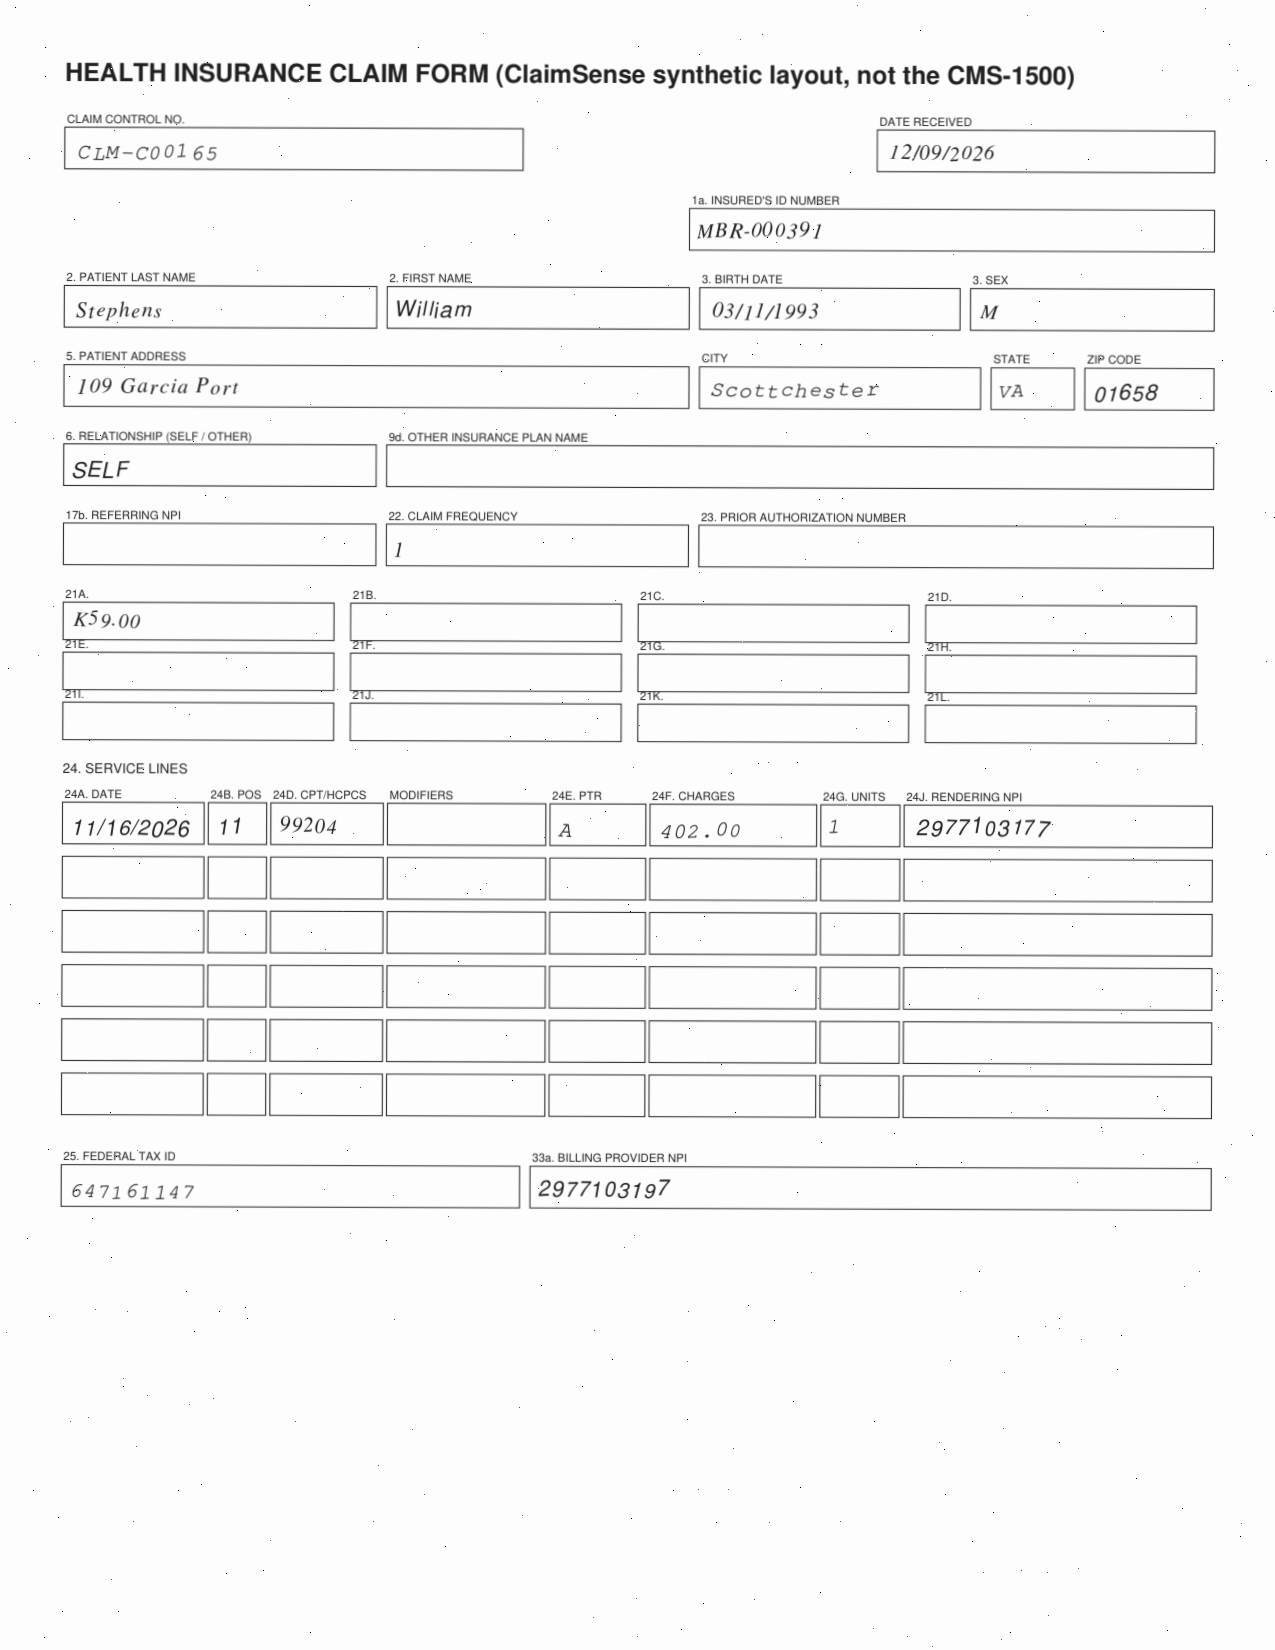 HEALTH INSURANCE CLAIM FORM (ClaimSense synthetic layout, not the CMS-1500)
CLAIM CONTROL NO. DATE RECEIVED
CLM-C00165 12/09/2026
1a. INSURED'S ID NUMBER
MBR-000391
2. PATIENT LAST NAME 2. FIRST NAME 3. BIRTH DATE 3. SEX
Stephens William 03/11/1993 M
5. PATIENT ADDRESS CITY STATE ZIP CODE
109 Garcia Port Scottchester VA 01658
6. RELATIONSHIP (SELF / OTHER) 9d. OTHER INSURANCE PLAN NAME
SELF
17b. REFERRING NPI 22. CLAIM FREQUENCY 23. PRIOR AUTHORIZATION NUMBER
1
21A. 21B. 21C. 21D.
K59.00
21E. 21F. 21G. 21H.
21I. 21J. 21K. 21L.
24. SERVICE LINES
24A. DATE 24B. POS 24D. CPT/HCPCS MODIFIERS 24E. PTR 24F. CHARGES 24G. UNITS 24J. RENDERING NPI
11/16/2026 11 99204 A 402.00 1 2977103177
25. FEDERAL TAX ID 33a. BILLING PROVIDER NPI
647161147 2977103197